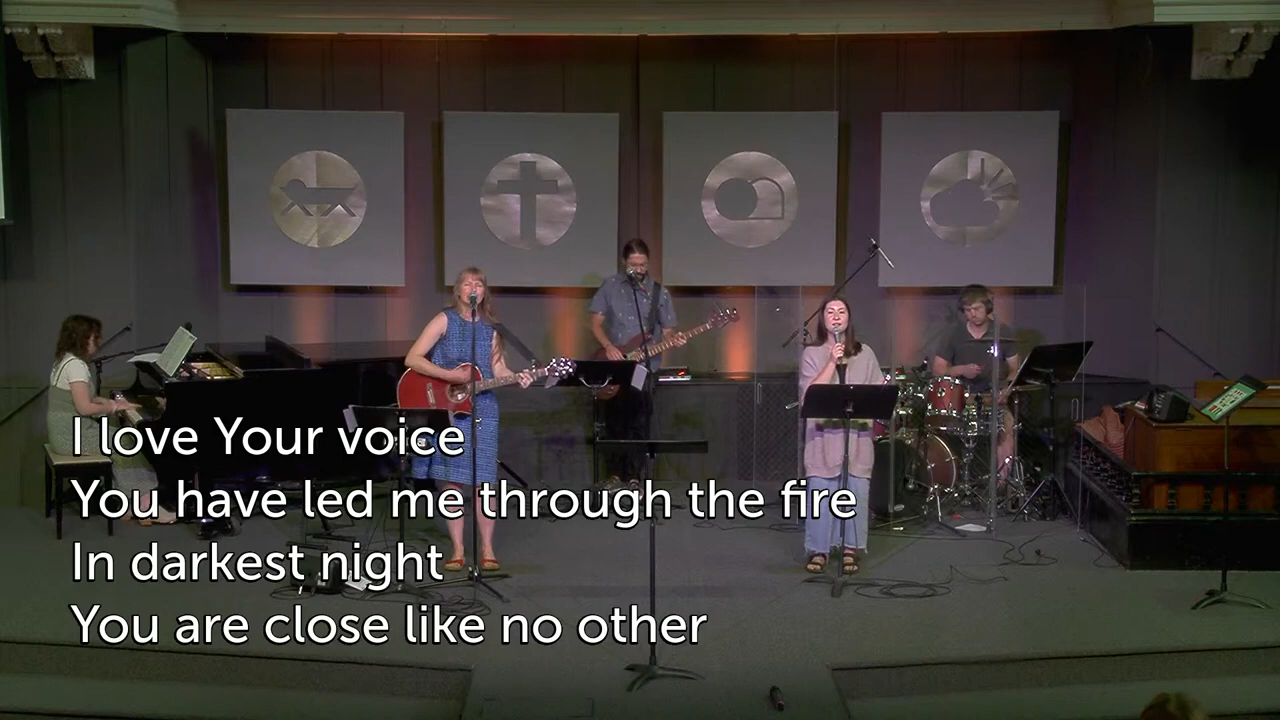 I love Your voice
You have led me through the fire
In darkest night
You are close like no other